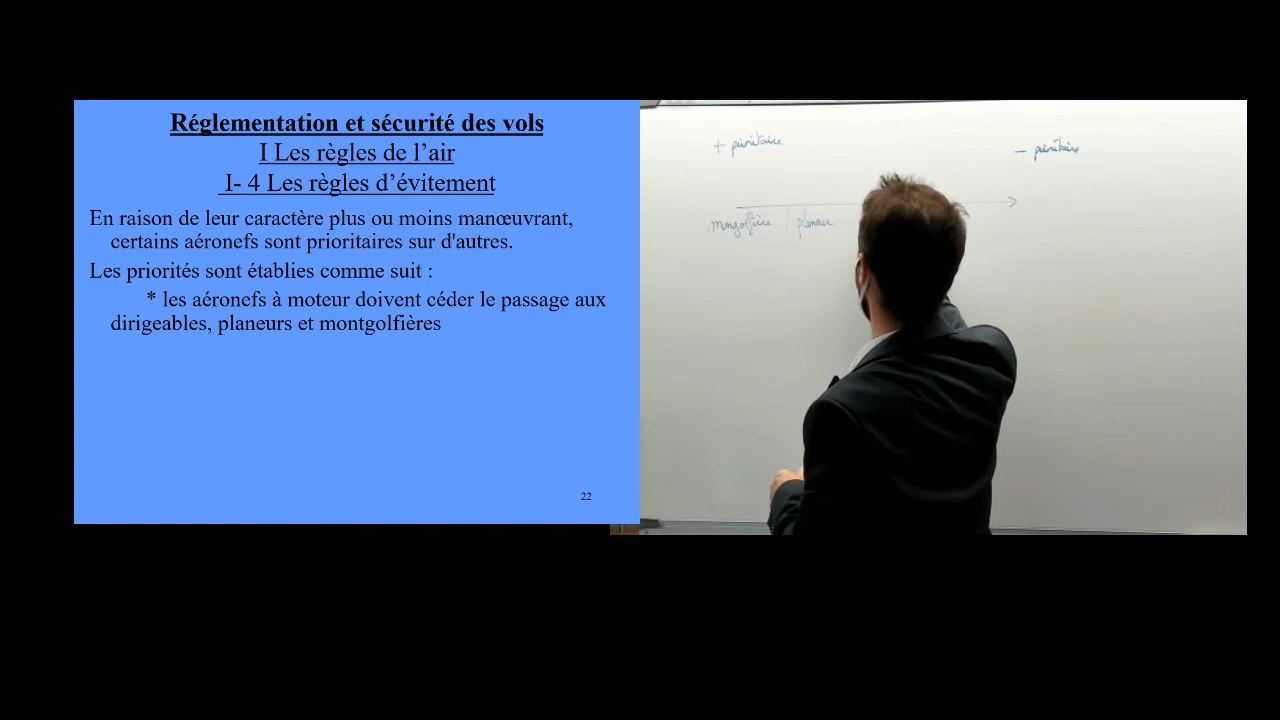 Réglementation et sécurité des vols
I Les règles de l’air
I- 4 Les règles d’évitement
En raison de leur caractère plus ou moins manœuvrant,
certains aéronefs sont prioritaires sur d'autres.
Les priorités sont établies comme suit :
* les aéronefs à moteur doivent céder le passage aux
dirigeables, planeurs et montgolfières
22
+ prioritaire
- prioritaire
mongolfière | planeur